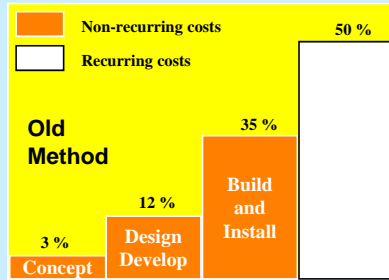 Non-recurring costs
50 %
Recurring costs
Old
Method
35 %
Build
and
Install
12 %
Design
Develop
3 %
Concept